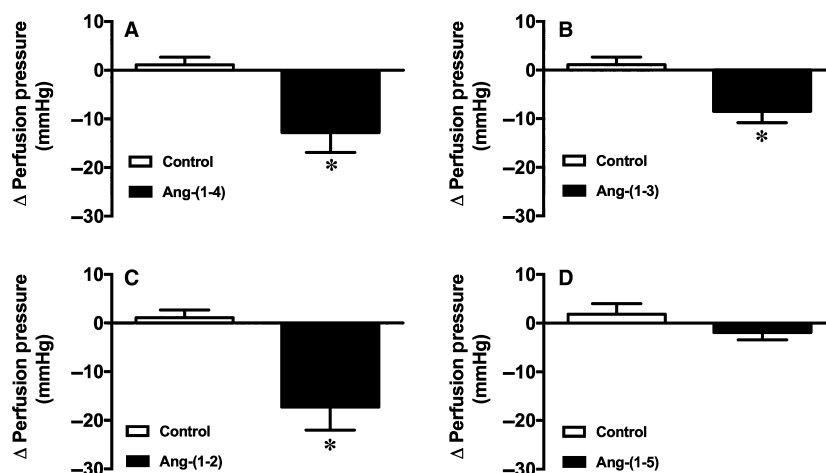 A
10
0
−10
−20
−30
Δ Perfusion pressure
(mmHg)
Control
Ang-(1-4)
*
B
10
0
−10
−20
−30
Δ Perfusion pressure
(mmHg)
Control
Ang-(1-3)
*
C
10
0
−10
−20
−30
Δ Perfusion pressure
(mmHg)
Control
Ang-(1-2)
*
D
10
0
−10
−20
−30
Δ Perfusion pressure
(mmHg)
Control
Ang-(1-5)